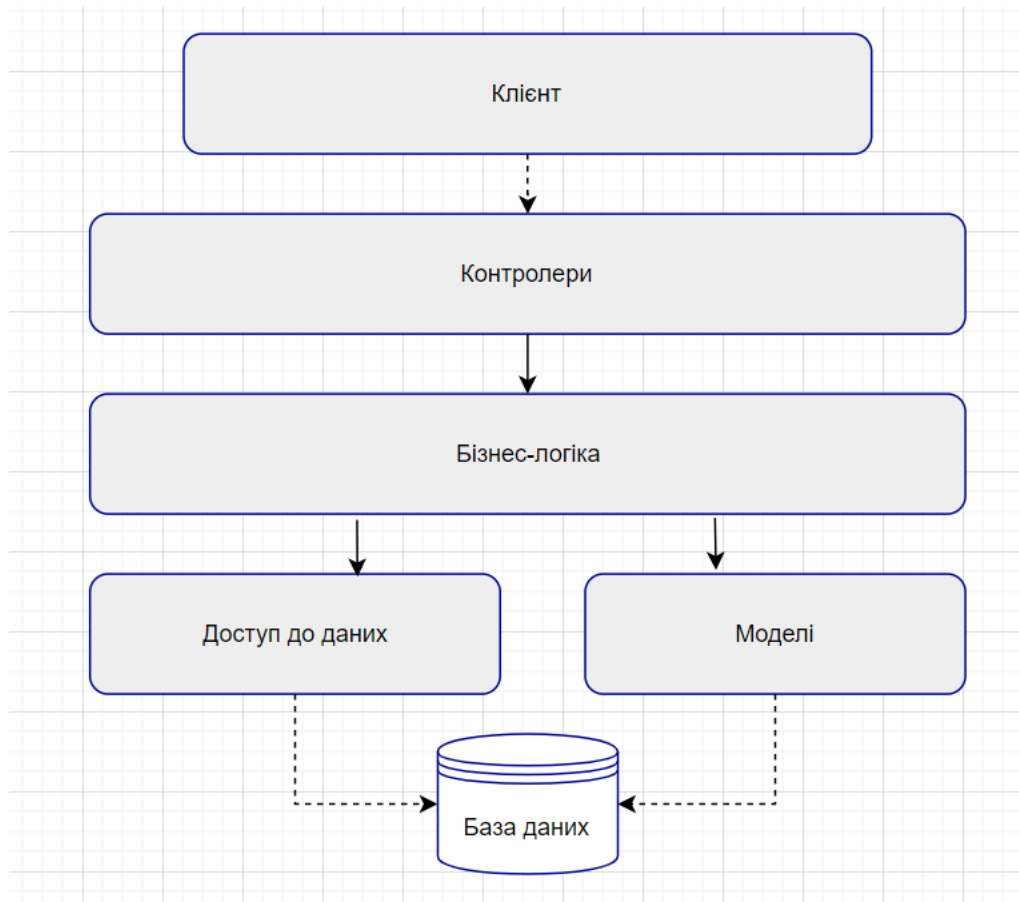 Клієнт
Контролери
Бізнес-логіка
Доступ до даних
Моделі
База даних